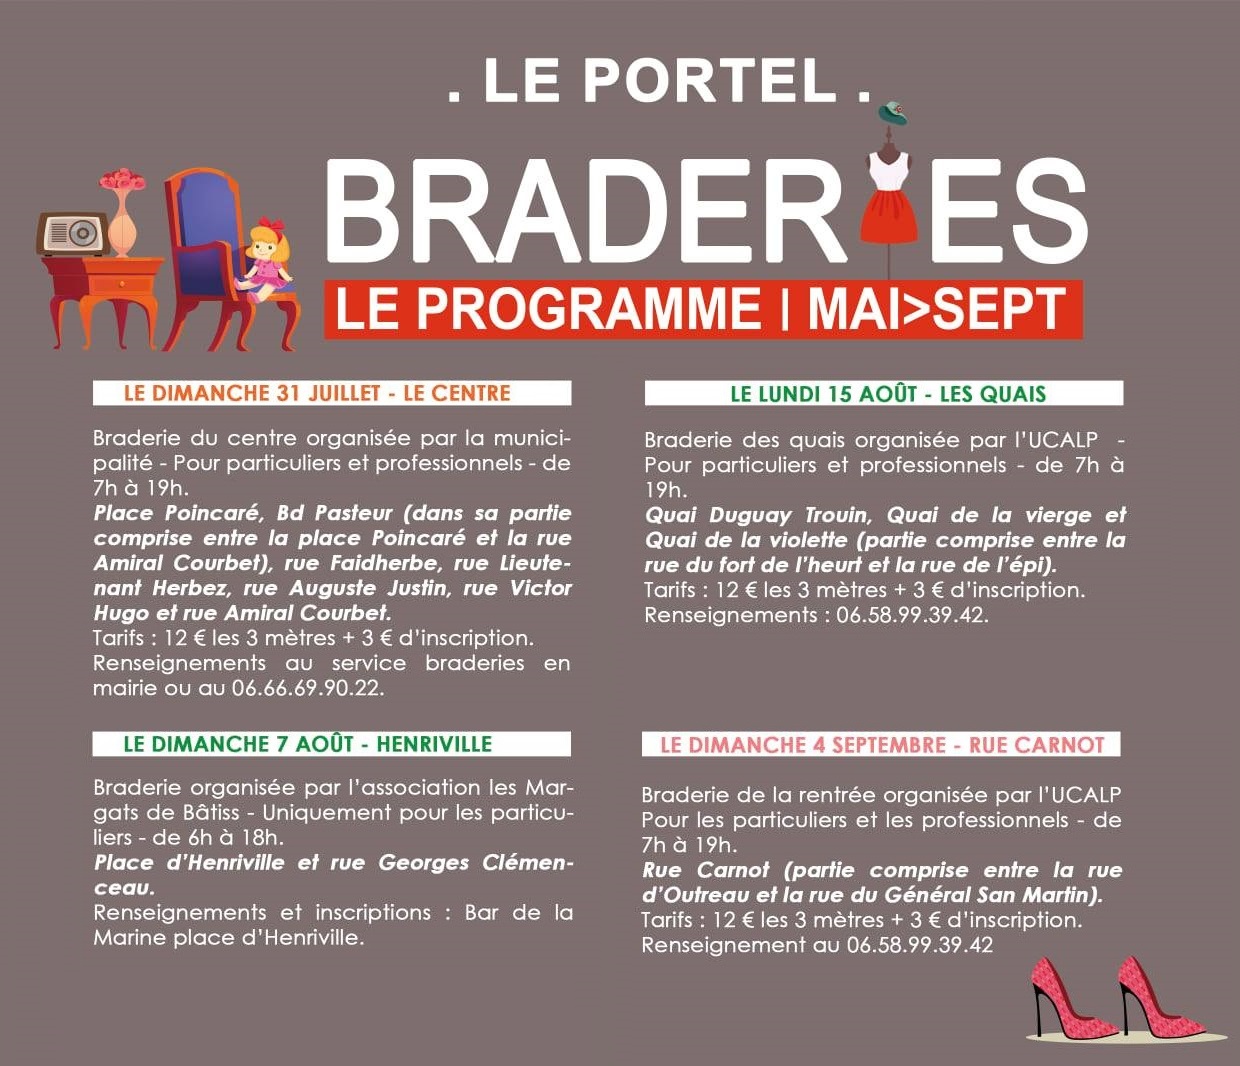 . LE PORTEL .
BRADERIES
LE PROGRAMME | MAI>SEPT
LE DIMANCHE 31 JUILLET - LE CENTRE
Braderie du centre organisée par la munici-
palité - Pour particuliers et professionnels - de
7h à 19h.
Place Poincaré, Bd Pasteur (dans sa partie
comprise entre la place Poincaré et la rue
Amiral Courbet), rue Faidherbe, rue Lieute-
nant Herbez, rue Auguste Justin, rue Victor
Hugo et rue Amiral Courbet.
Tarifs : 12 € les 3 mètres + 3 € d'inscription.
Renseignements au service braderies en
mairie ou au 06.66.69.90.22.
LE DIMANCHE 7 AOÛT - HENRIVILLE
Braderie organisée par l'association les Mar-
gats de Bâtiss - Uniquement pour les particu-
liers - de 6h à 18h.
Place d'Henriville et rue Georges Clémen-
ceau.
Renseignements et inscriptions : Bar de la
Marine place d'Henriville.
LE LUNDI 15 AOÛT - LES QUAIS
Braderie des quais organisée par l'UCALP -
Pour particuliers et professionnels - de 7h à
19h.
Quai Duguay Trouin, Quai de la vierge et
Quai de la violette (partie comprise entre la
rue du fort de l'heurt et la rue de l'épi).
Tarifs : 12 € les 3 mètres + 3 € d'inscription.
Renseignements : 06.58.99.39.42.
LE DIMANCHE 4 SEPTEMBRE - RUE CARNOT
Braderie de la rentrée organisée par l'UCALP
Pour les particuliers et les professionnels - de
7h à 19h.
Rue Carnot (partie comprise entre la rue
d'Outreau et la rue du Général San Martin).
Tarifs : 12 € les 3 mètres + 3 € d'inscription.
Renseignement au 06.58.99.39.42